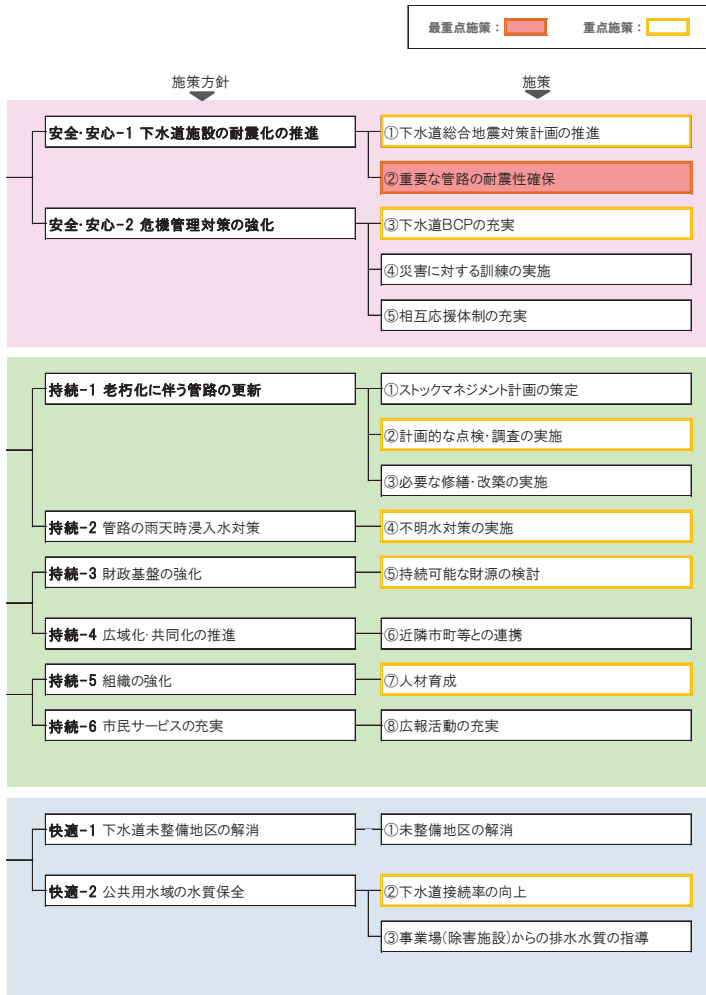 最重点施策：
重点施策：
施策方針
施策
安全・安心-1 下水道施設の耐震化の推進
①下水道総合地震対策計画の推進
②重要な管路の耐震性確保
安全・安心-2 危機管理対策の強化
③下水道BCPの充実
④災害に対する訓練の実施
⑤相互応援体制の充実
持続-1 老朽化に伴う管路の更新
①ストックマネジメント計画の策定
②計画的な点検・調査の実施
③必要な修繕・改築の実施
持続-2 管路の雨天時浸入水対策
④不明水対策の実施
持続-3 財政基盤の強化
⑤持続可能な財源の検討
持続-4 広域化・共同化の推進
⑥近隣市町等との連携
持続-5 組織の強化
⑦人材育成
持続-6 市民サービスの充実
⑧広報活動の充実
快適-1 下水道未整備地区の解消
①未整備地区の解消
快適-2 公共用水域の水質保全
②下水道接続率の向上
③事業場(除害施設)からの排水水質の指導